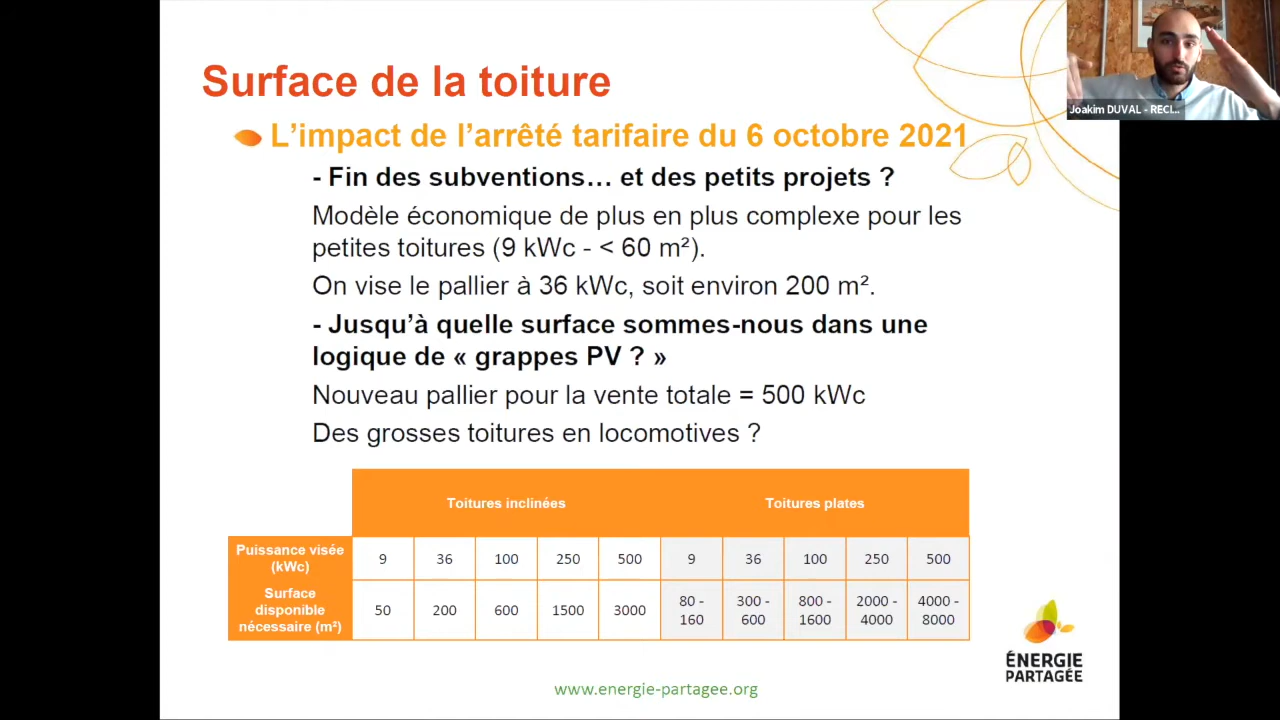 Surface de la toiture
L’impact de l’arrêté tarifaire du 6 octobre 2021
- Fin des subventions… et des petits projets ?
Modèle économique de plus en plus complexe pour les
petites toitures (9 kWc - < 60 m²).
On vise le pallier à 36 kWc, soit environ 200 m².
- Jusqu’à quelle surface sommes-nous dans une
logique de « grappes PV ? »
Nouveau pallier pour la vente totale = 500 kWc
Des grosses toitures en locomotives ?
Toitures inclinées Toitures plates
Puissance visée
(kWc)
9 36 100 250 500 9 36 100 250 500
Surface
disponible
nécessaire (m²)
50 200 600 1500 3000
80 - 300 - 800 - 2000 - 4000 -
160 600 1600 4000 8000
Joakim DUVAL - RECI...
ÉNERGIE
PARTAGÉE
www.energie-partagee.org